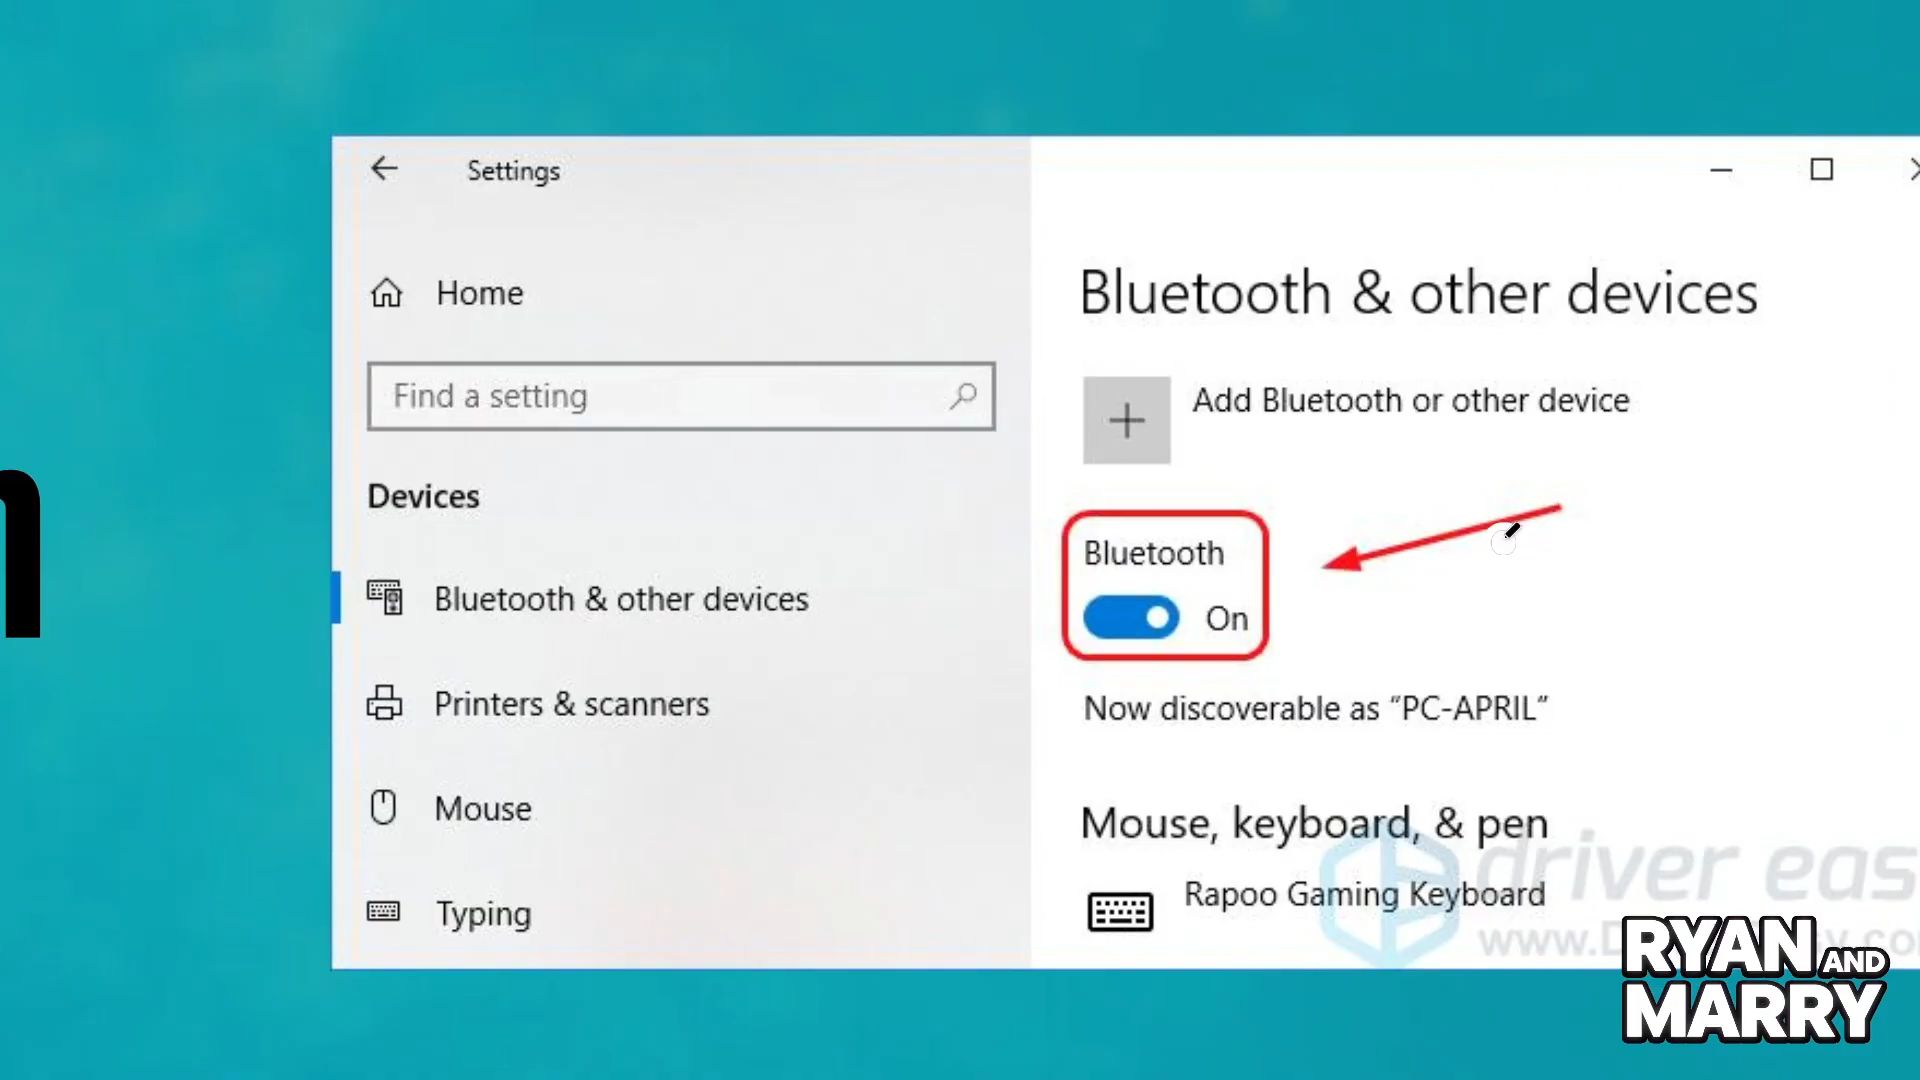 Settings
Home
Find a setting
Devices
Bluetooth & other devices
Printers & scanners
Mouse
Typing
Bluetooth & other devices
Add Bluetooth or other device
Bluetooth
On
Now discoverable as “PC-APRIL”
Mouse, keyboard, & pen
Rapoo Gaming Keyboard
driver eas
www.D
RYAN AND
MARRY